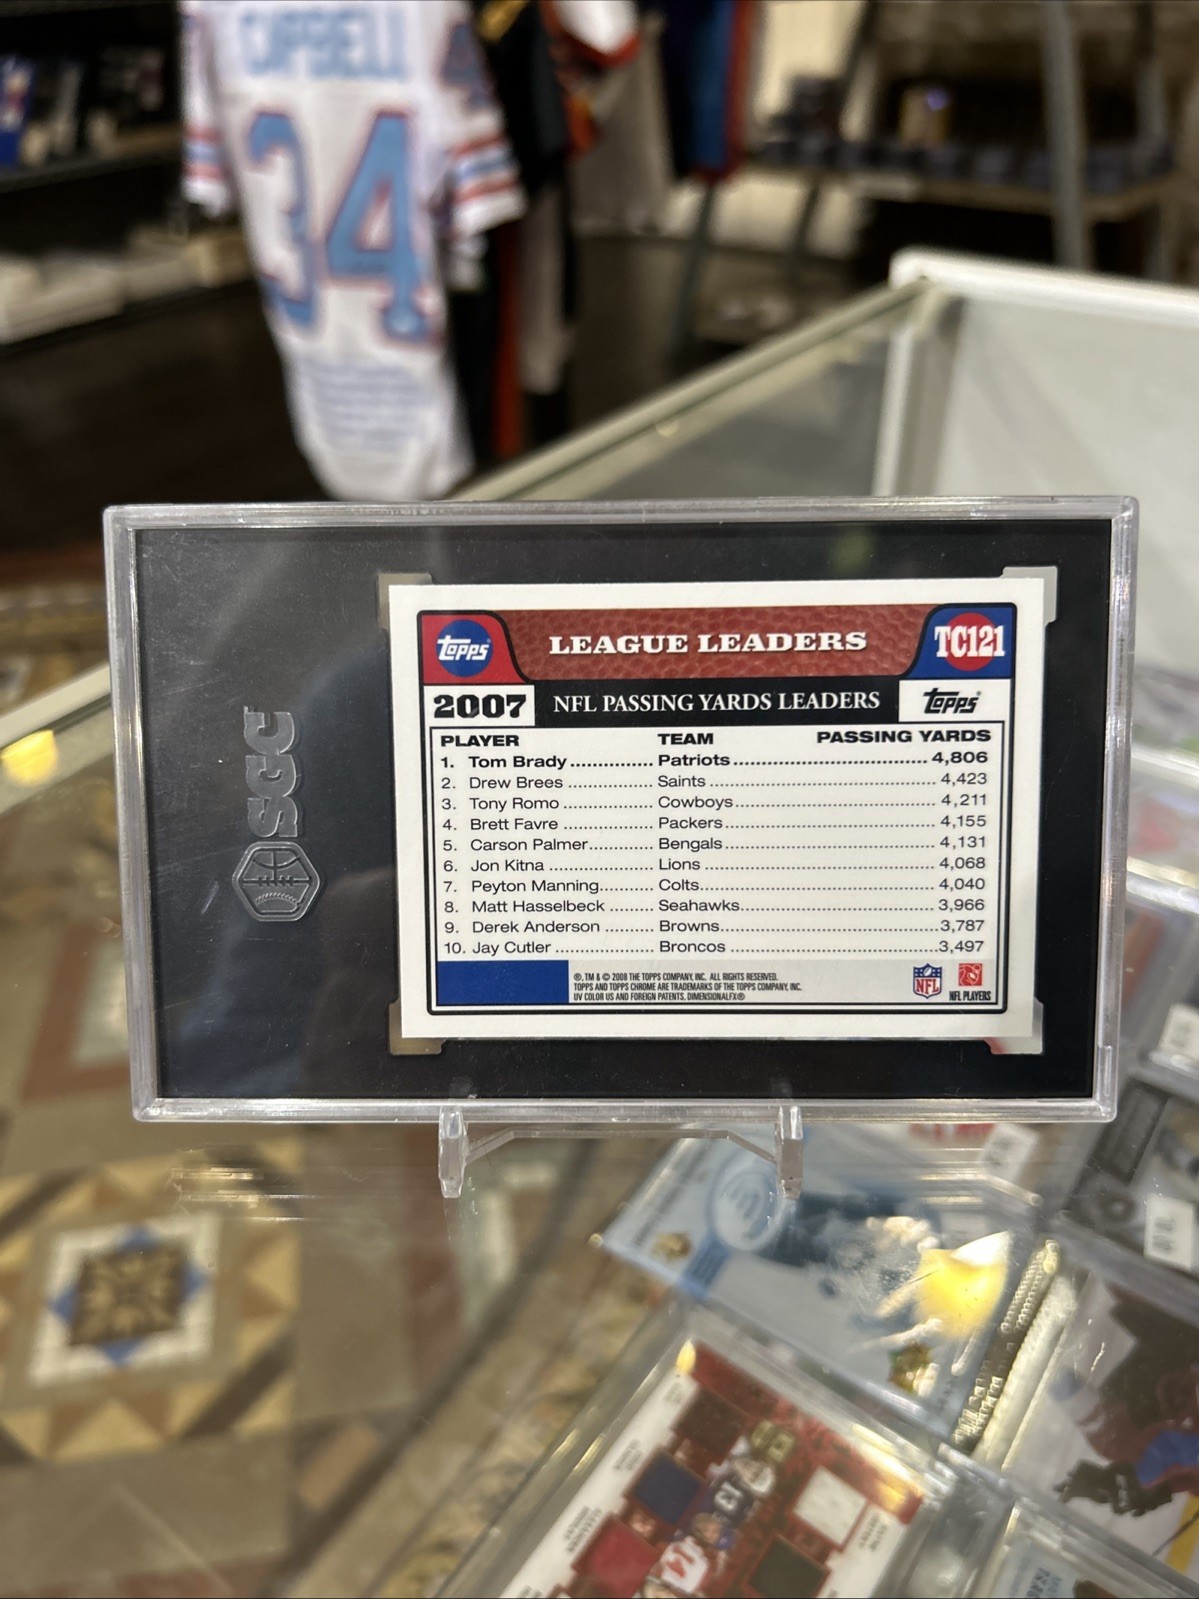 CAMPBELL
34
SGC
Topps
LEAGUE LEADERS
TC121
2007 NFL PASSING YARDS LEADERS Topps
PLAYER TEAM PASSING YARDS
1. Tom Brady ............... Patriots ................................... 4,806
2. Drew Brees ............... Saints ................................... 4,423
3. Tony Romo ................ Cowboys ................................... 4,211
4. Brett Favre ................ Packers ................................... 4,155
5. Carson Palmer ............ Bengals ................................... 4,131
6. Jon Kitna .................. Lions ................................... 4,068
7. Peyton Manning .......... Colts ................................... 4,040
8. Matt Hasselbeck ......... Seahawks ................................... 3,966
9. Derek Anderson .......... Browns ................................... 3,787
10. Jay Cutler .................. Broncos ................................... 3,497
®, TM & © 2008 THE TOPPS COMPANY, INC. ALL RIGHTS RESERVED.
TOPPS AND TOPPS CHROME ARE TRADEMARKS OF THE TOPPS COMPANY, INC.
UV COLOR US AND FOREIGN PATENTS. DIMENSIONALFX®
NFL
NFL PLAYERS